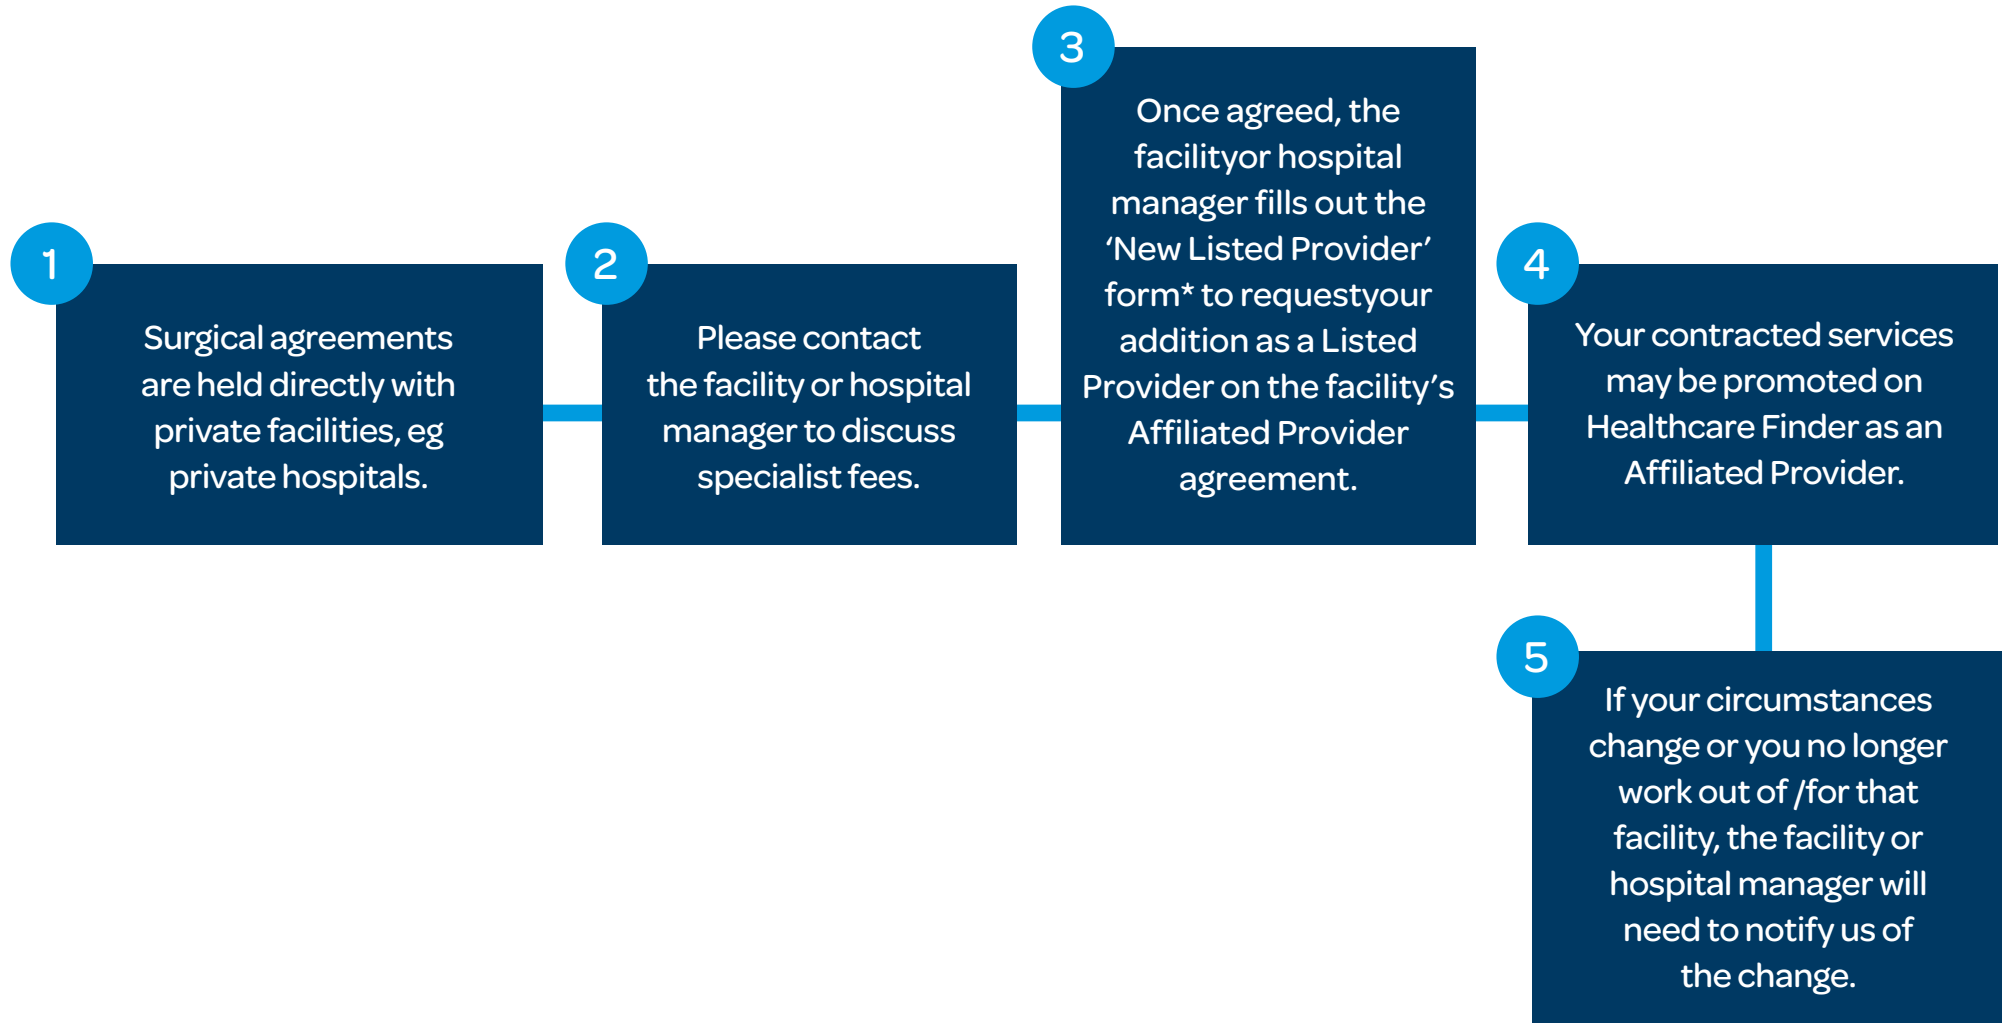 1
Surgical agreements
are held directly with
private facilities, eg
private hospitals.
2
Please contact
the facility or hospital
manager to discuss
specialist fees.
3
Once agreed, the
facilityor hospital
manager fills out the
‘New Listed Provider’
form* to requestyour
addition as a Listed
Provider on the facility’s
Affiliated Provider
agreement.
4
Your contracted services
may be promoted on
Healthcare Finder as an
Affiliated Provider.
5
If your circumstances
change or you no longer
work out of /for that
facility, the facility or
hospital manager will
need to notify us of
the change.